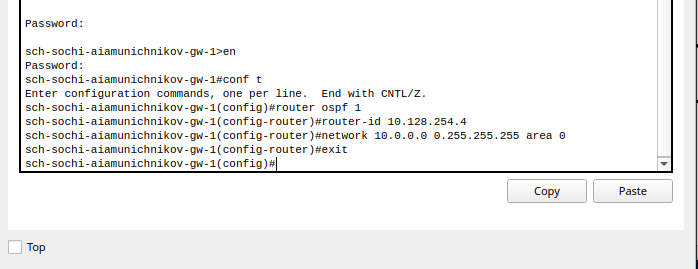 Password:
sch-sochi-aiamunichnikov-gw-1>en
Password:
sch-sochi-aiamunichnikov-gw-1#conf t
Enter configuration commands, one per line.  End with CNTL/Z.
sch-sochi-aiamunichnikov-gw-1(config)#router ospf 1
sch-sochi-aiamunichnikov-gw-1(config-router)#router-id 10.128.254.4
sch-sochi-aiamunichnikov-gw-1(config-router)#network 10.0.0.0 0.255.255.255 area 0
sch-sochi-aiamunichnikov-gw-1(config-router)#exit
sch-sochi-aiamunichnikov-gw-1(config)#
Copy Paste
Top